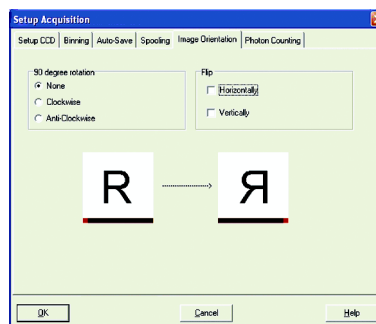 Setup Acquisition
Setup CCD Binning Auto-Save Spooling Image Orientation Photon Counting
90 degree rotation Flip
None Horizontally
Clockwise Vertically
Anti-Clockwise
R Я
OK Cancel Help